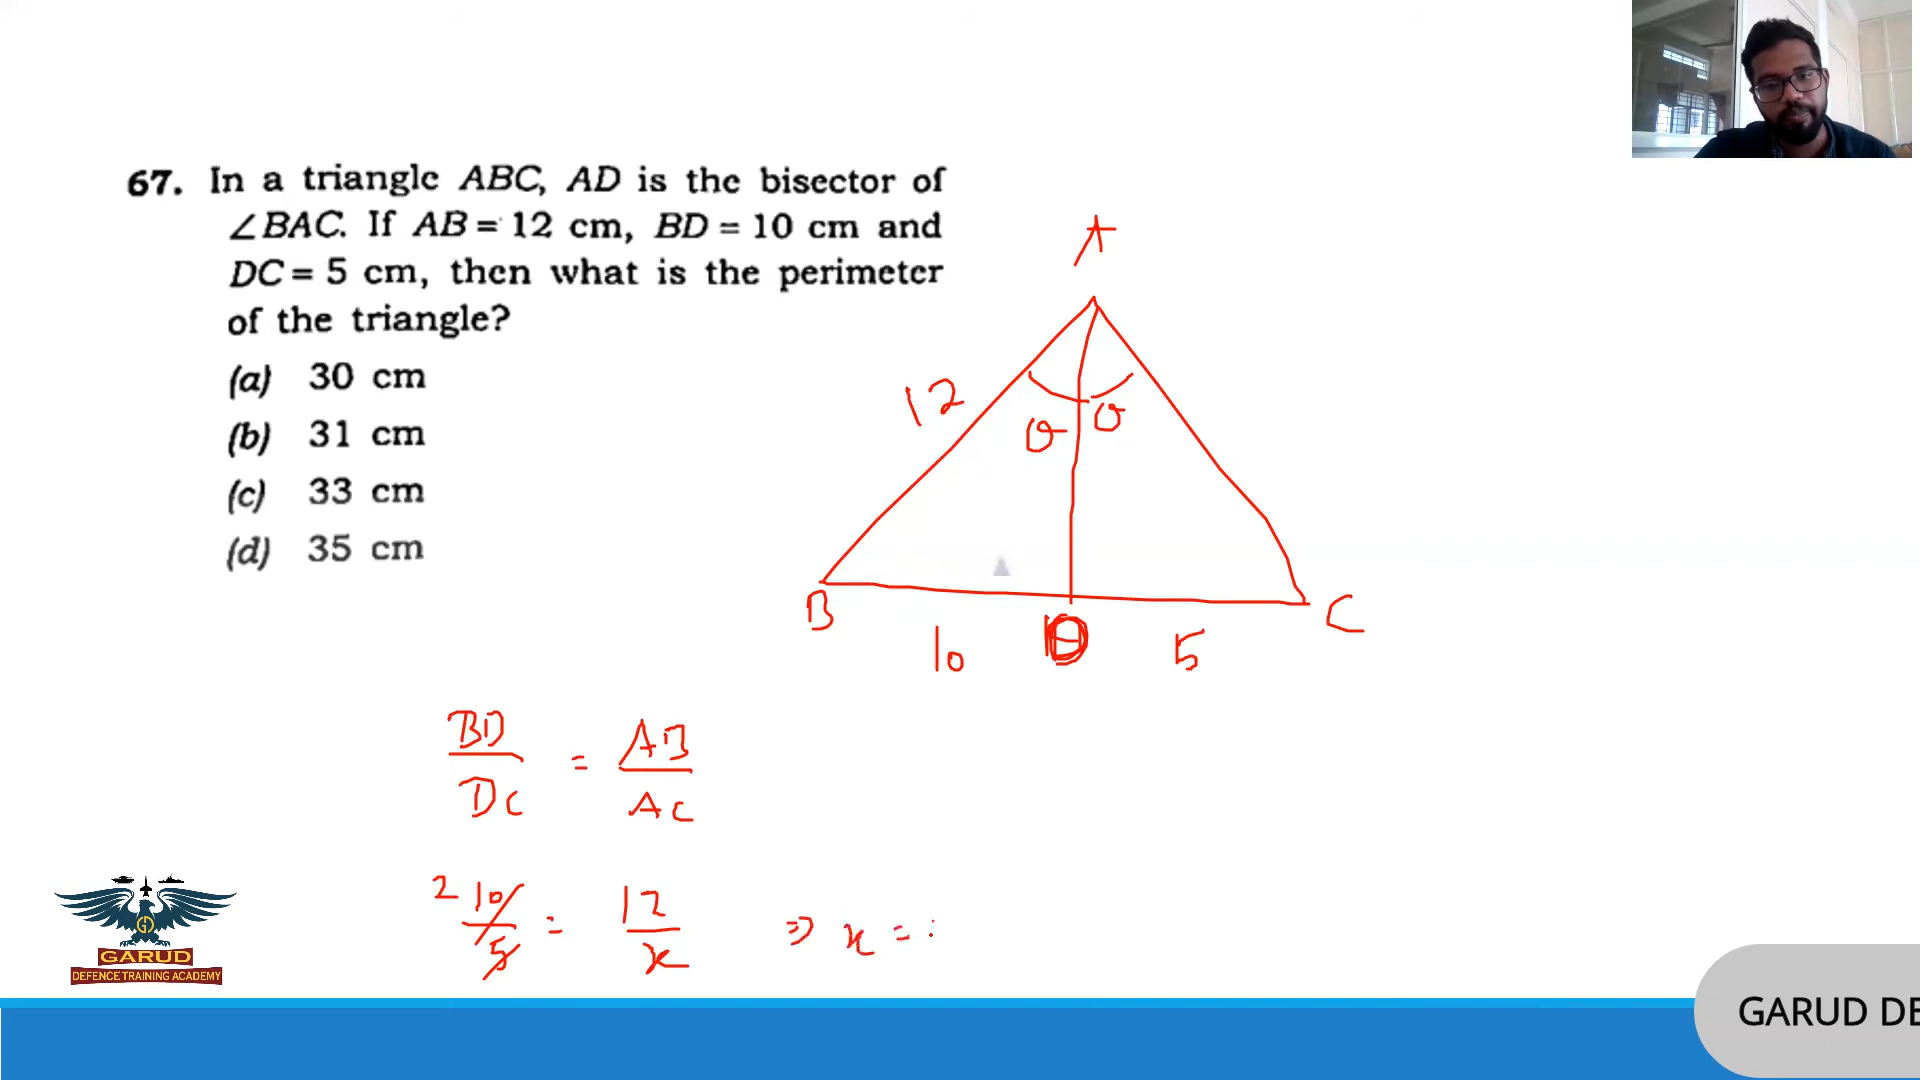 67. In a triangle ABC, AD is the bisector of
∠BAC. If AB = 12 cm, BD = 10 cm and
DC = 5 cm, then what is the perimeter
of the triangle?
(a) 30 cm
(b) 31 cm
(c) 33 cm
(d) 35 cm
A
12
θ θ
B
D
C
10
5
BD/DC = AB/AC
2 10/5 = 12/x ⇒ x =
GD
GARUD
DEFENCE TRAINING ACADEMY
GARUD DE